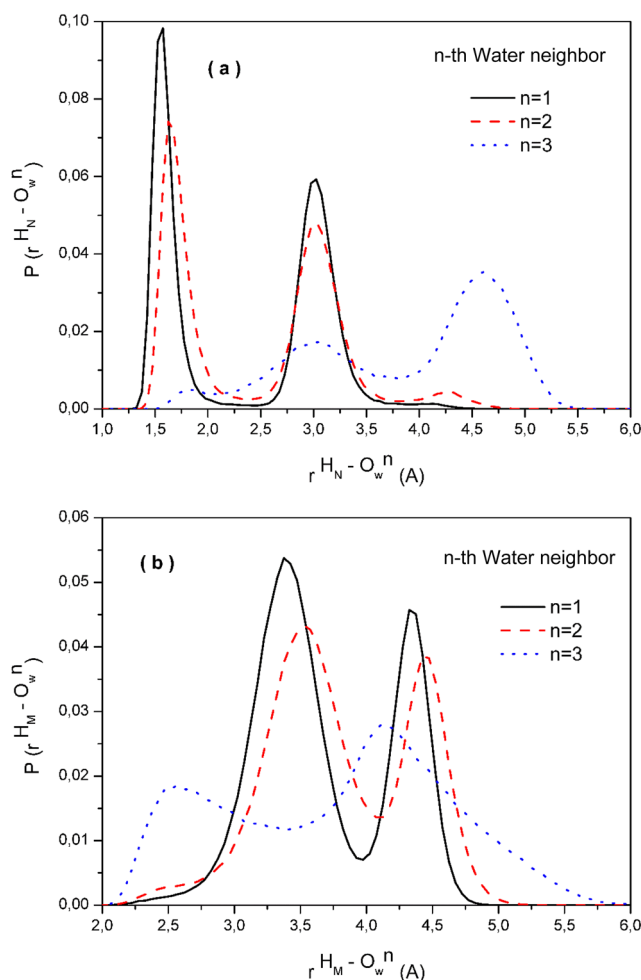 0,10
0,08
0,06
0,04
0,02
0,00
P (r H_N - O_w^n)
( a )
n-th Water neighbor
n=1
n=2
n=3
1,0 1,5 2,0 2,5 3,0 3,5 4,0 4,5 5,0 5,5 6,0
r H_N - O_w^n (A)
0,06
0,05
0,04
0,03
0,02
0,01
0,00
P (r H_M - O_w^n)
( b )
n-th Water neighbor
n=1
n=2
n=3
2,0 2,5 3,0 3,5 4,0 4,5 5,0 5,5 6,0
r H_M - O_w^n (A)